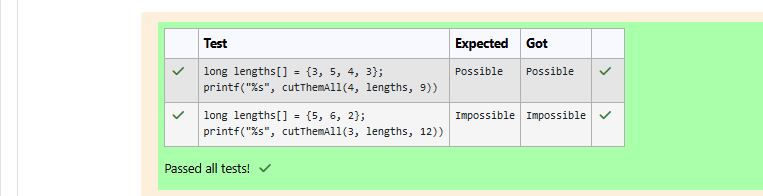 Test Expected Got
long lengths[] = {3, 5, 4, 3}; Possible Possible
printf("%s", cutThemAll(4, lengths, 9))
long lengths[] = {5, 6, 2}; Impossible Impossible
printf("%s", cutThemAll(3, lengths, 12))
Passed all tests!